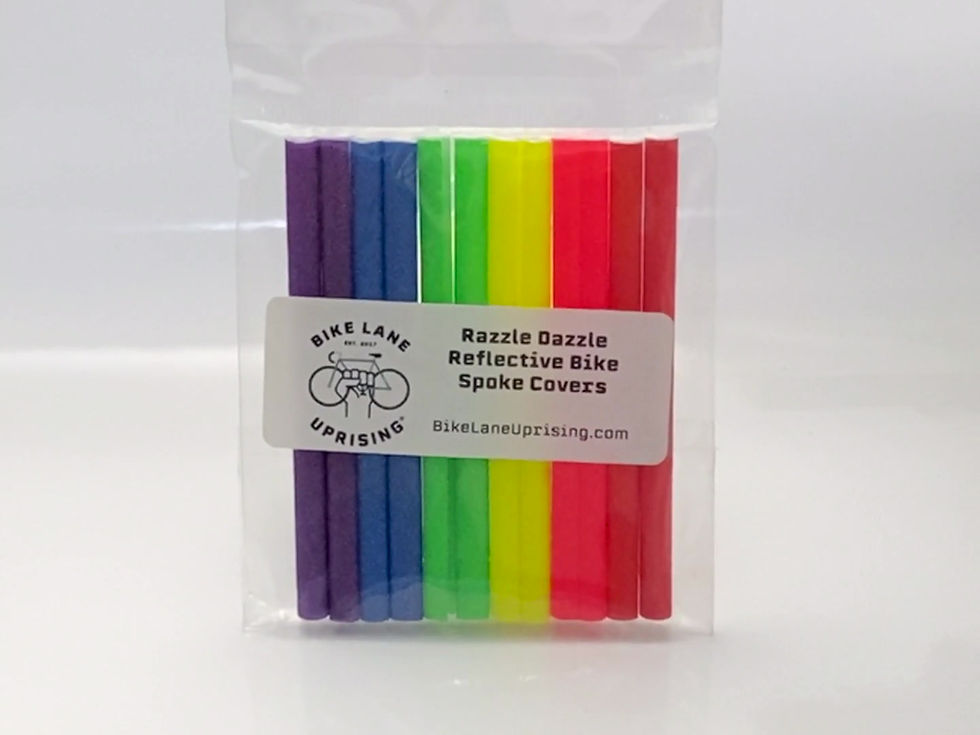 BIKE LANE
EST. 2017
UPRISING®
Razzle Dazzle
Reflective Bike
Spoke Covers
BikeLaneUprising.com